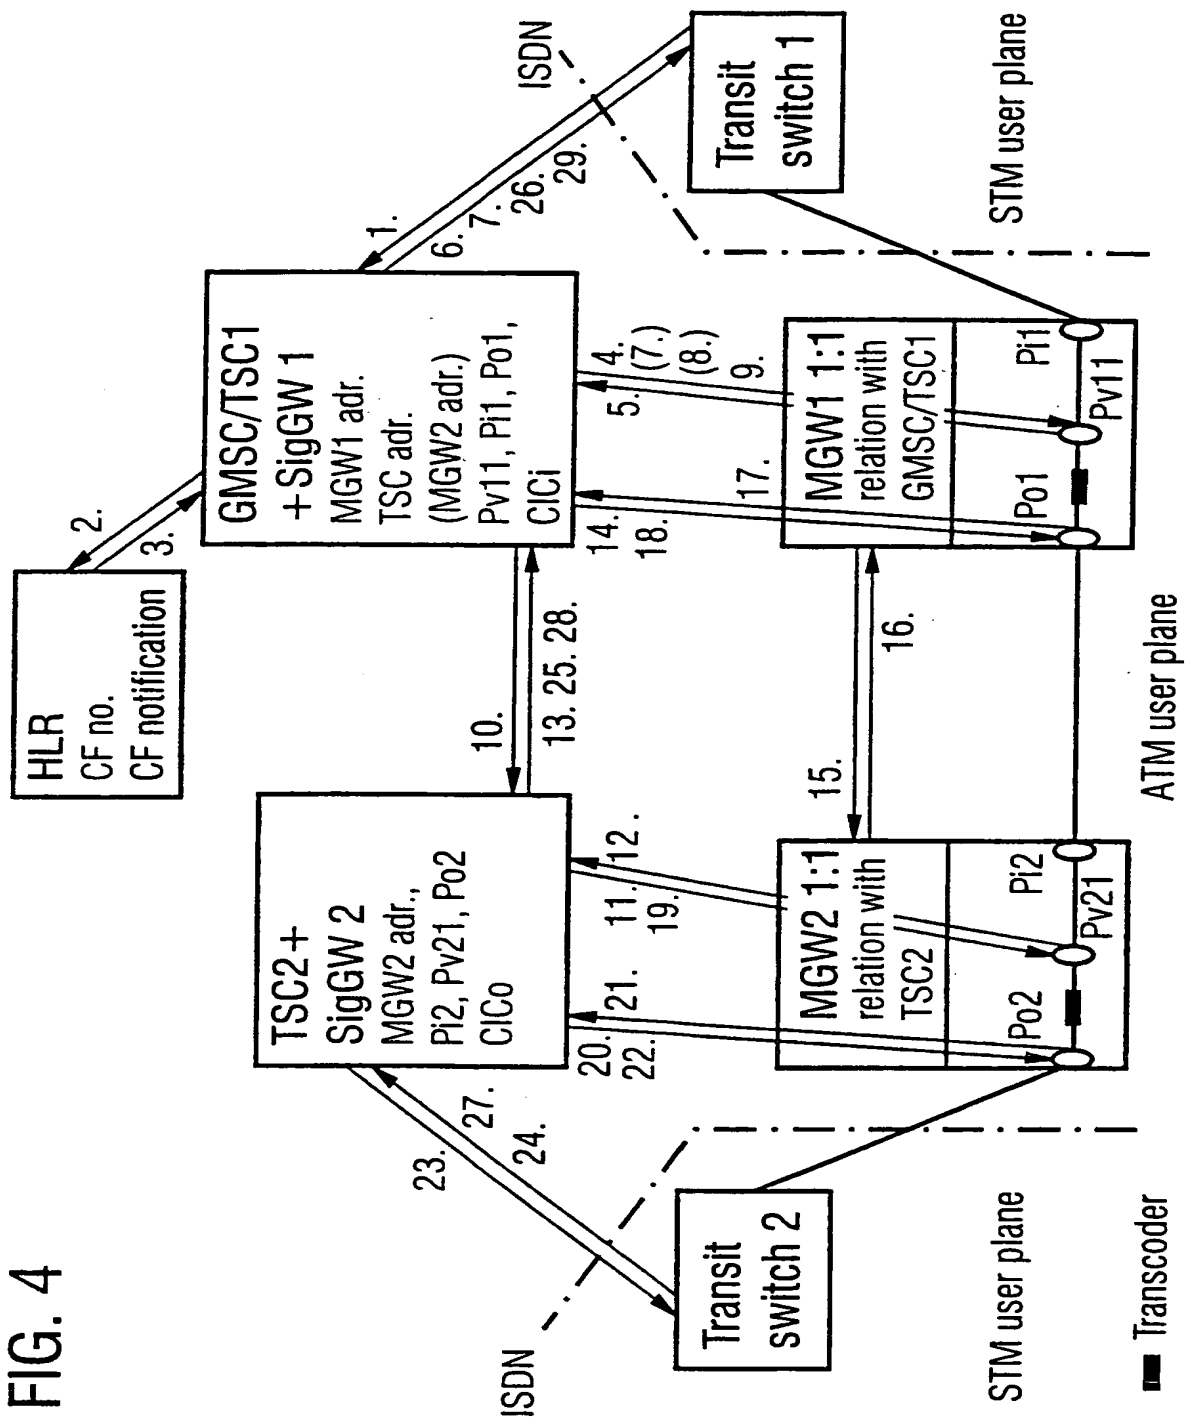 FIG. 4
HLR
CF no.
CF notification
2.
3.
TSC2+
SigGW 2
MGW2 adr.,
Pi2, Pv21, Po2
CICo
10.
13. 25. 28.
GMSC/TSC1
+SigGW 1
MGW1 adr.
TSC adr.
(MGW2 adr.)
Pv11, Pi1, Po1,
CICi
1.
6.
7.
26.
29.
ISDN
ISDN
23.
27.
24.
20.
21.
22.
11.
12.
19.
14.
17.
18.
5.
4.
(7.)
(8.)
9.
Transit
switch 2
MGW2 1:1
relation with
TSC2
Po2
Pi2
Pv21
15.
16.
MGW1 1:1
relation with
GMSC/TSC1
Po1
Pi1
Pv11
Transit
switch 1
STM user plane
ATM user plane
STM user plane
Transcoder